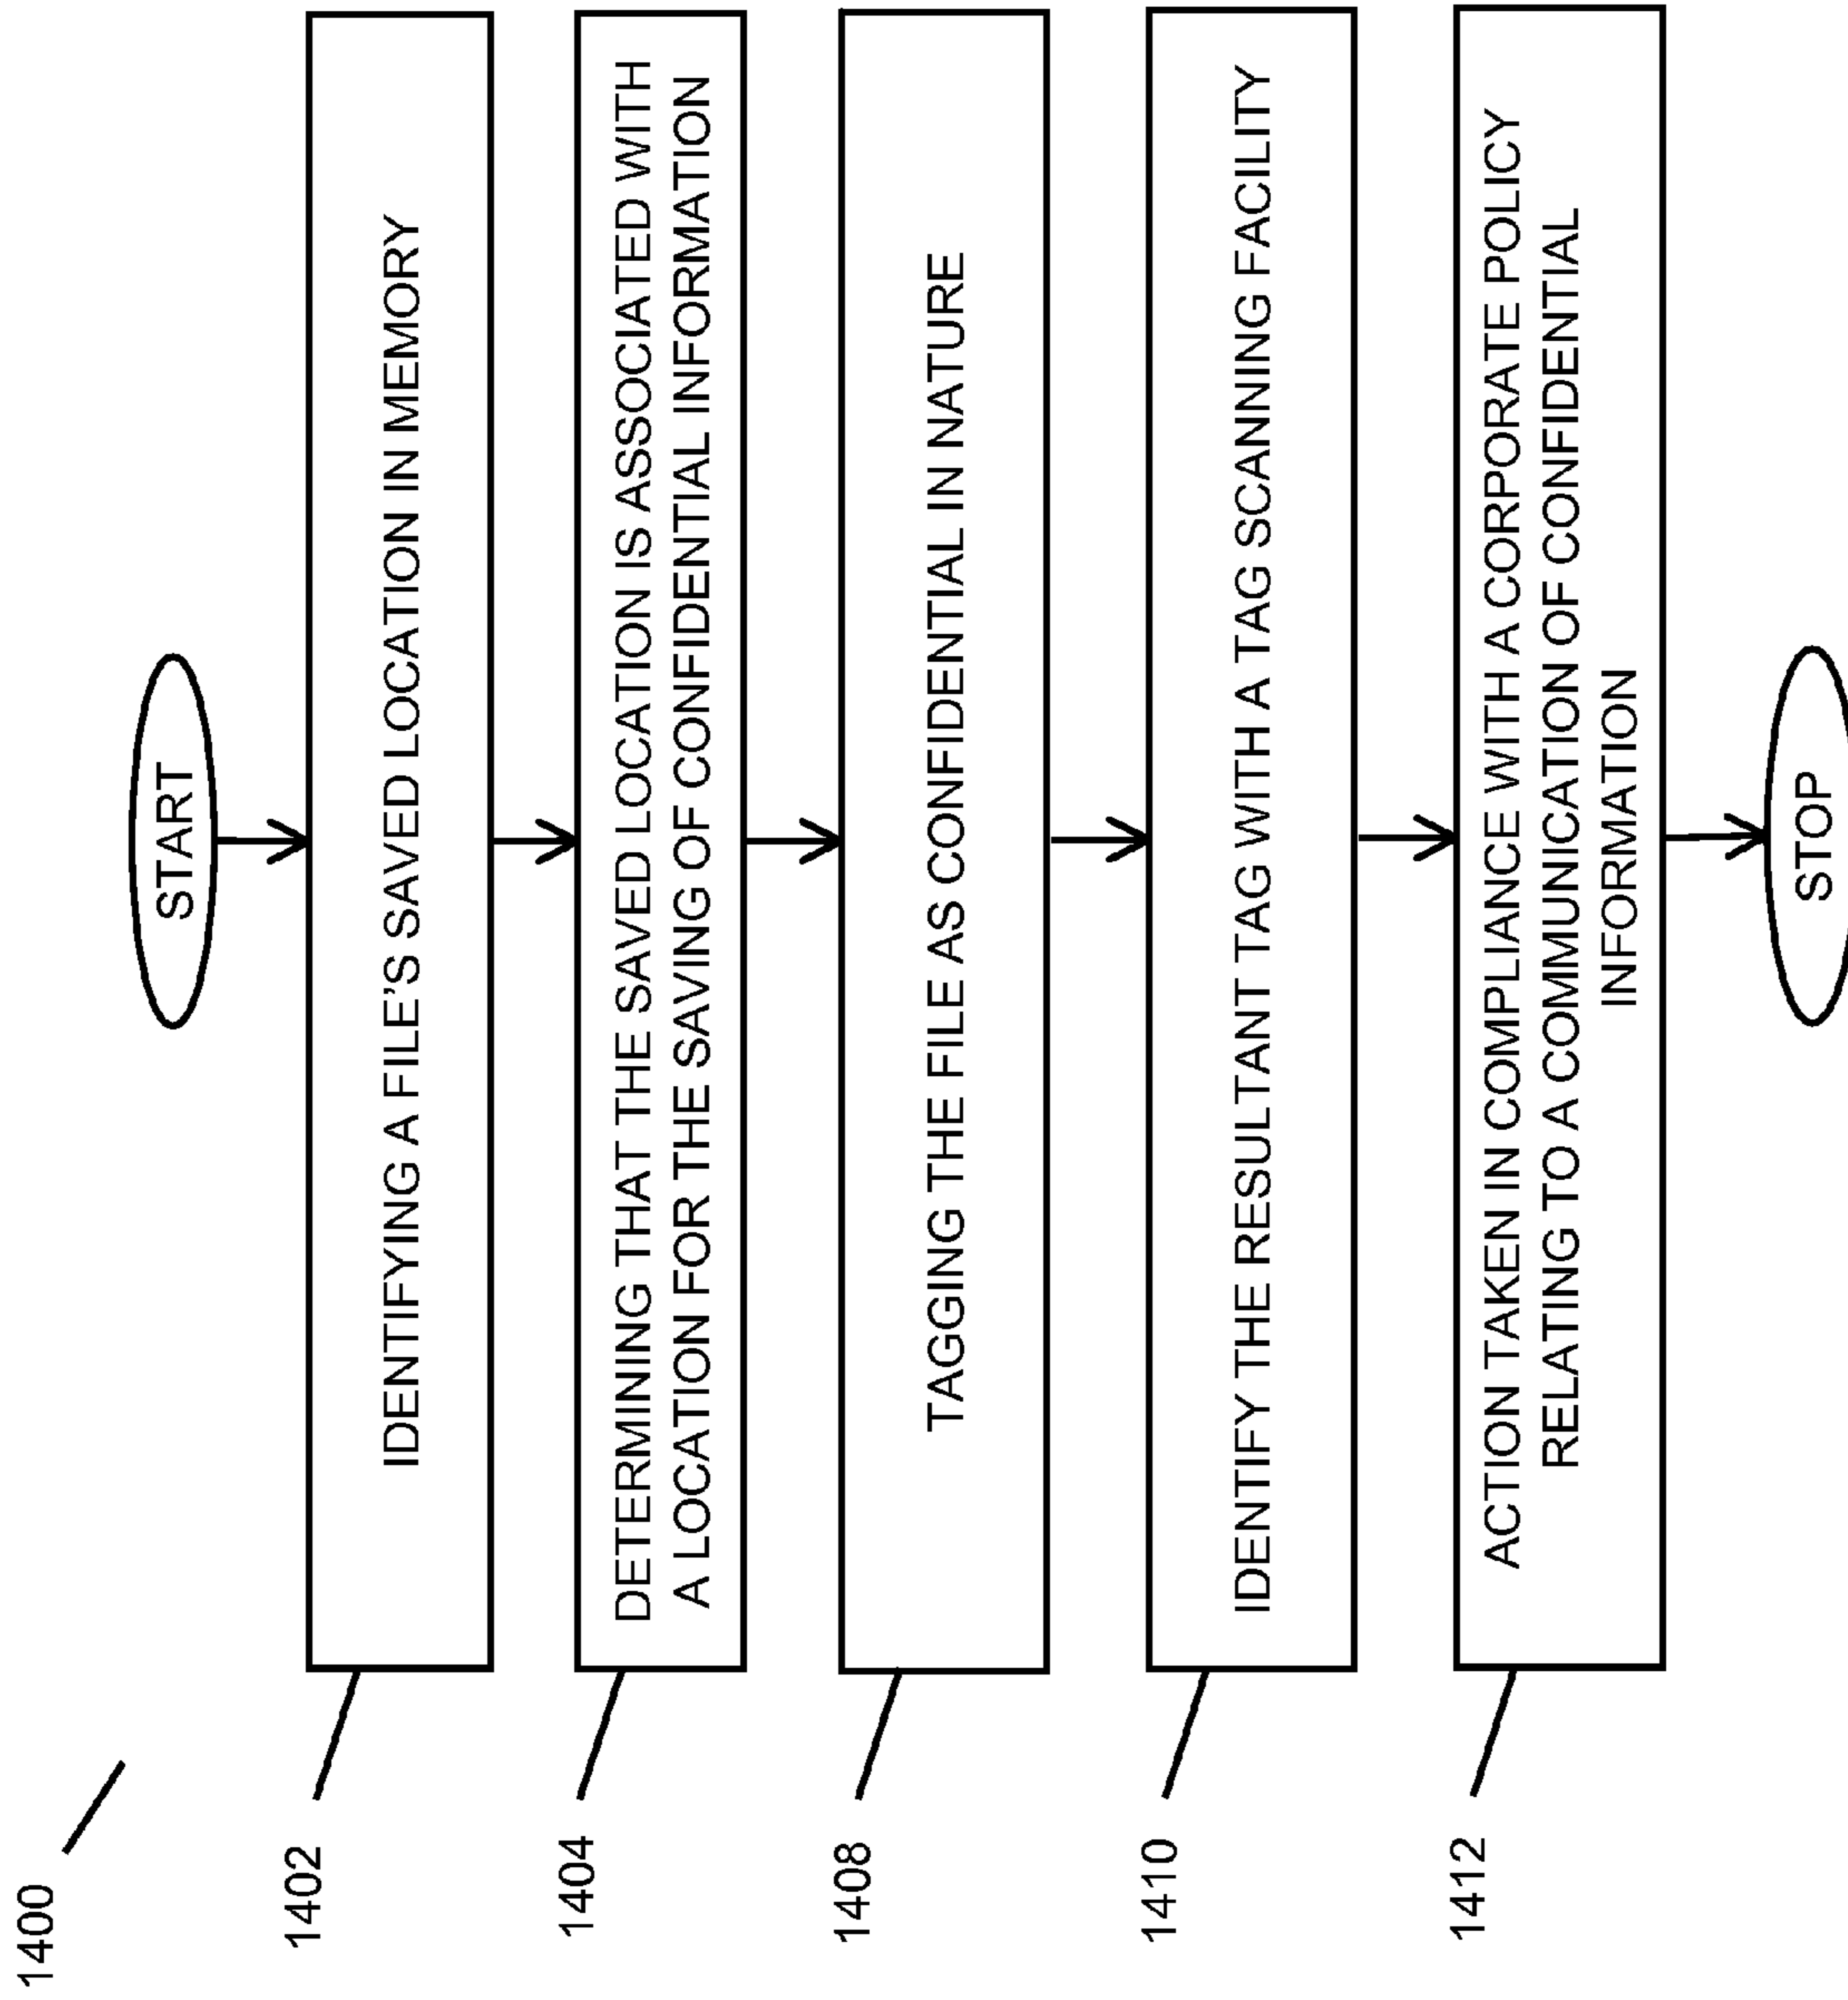 1400
START
1402
IDENTIFYING A FILE'S SAVED LOCATION IN MEMORY
1404
DETERMINING THAT THE SAVED LOCATION IS ASSOCIATED WITH
A LOCATION FOR THE SAVING OF CONFIDENTIAL INFORMATION
1408
TAGGING THE FILE AS CONFIDENTIAL IN NATURE
1410
IDENTIFY THE RESULTANT TAG WITH A TAG SCANNING FACILITY
1412
ACTION TAKEN IN COMPLIANCE WITH A CORPORATE POLICY
RELATING TO A COMMUNICATION OF CONFIDENTIAL
INFORMATION
STOP